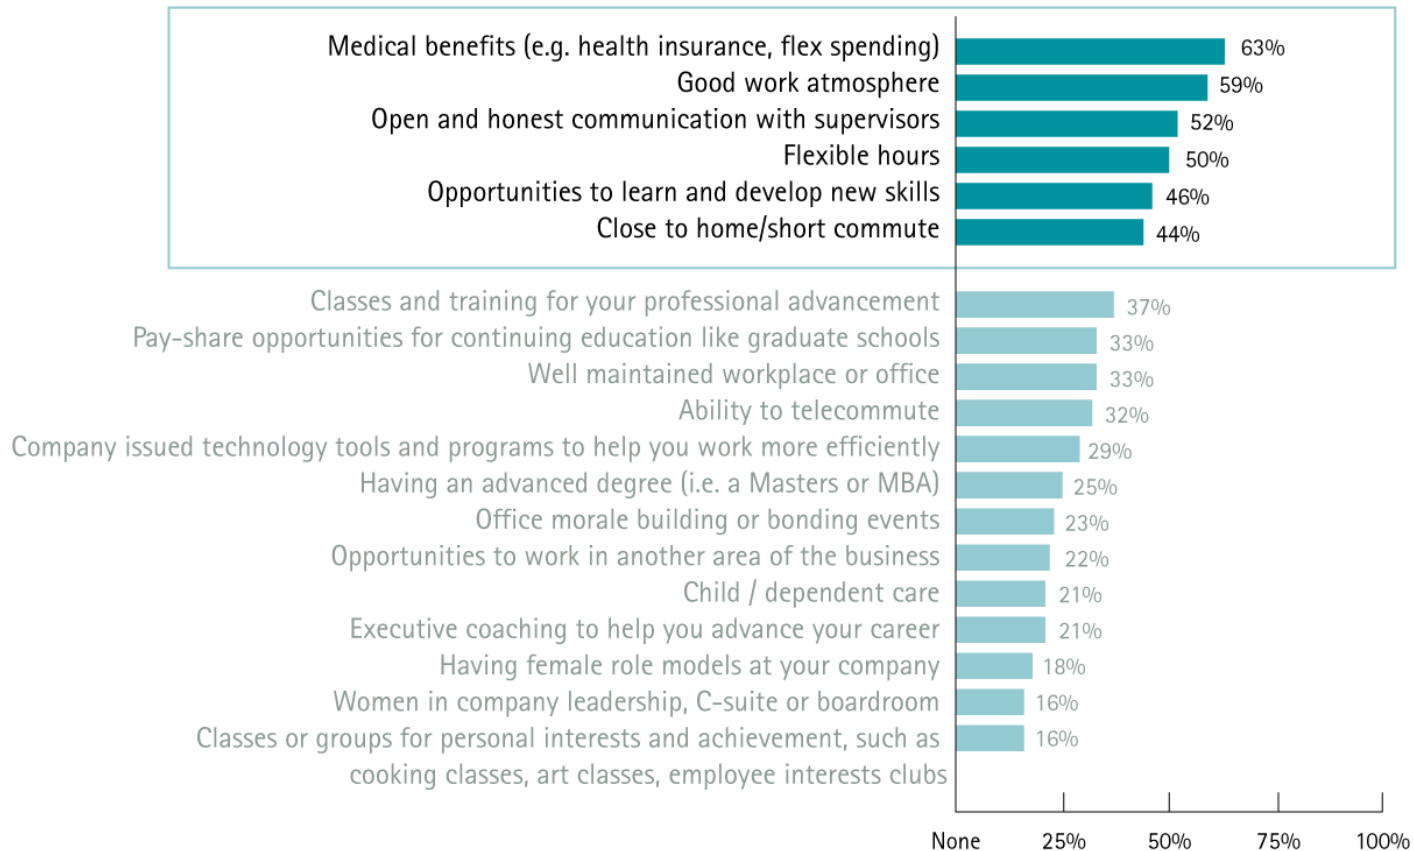 Medical benefits (e.g. health insurance, flex spending) 63%
Good work atmosphere 59%
Open and honest communication with supervisors 52%
Flexible hours 50%
Opportunities to learn and develop new skills 46%
Close to home/short commute 44%
Classes and training for your professional advancement 37%
Pay-share opportunities for continuing education like graduate schools 33%
Well maintained workplace or office 33%
Ability to telecommute 32%
Company issued technology tools and programs to help you work more efficiently 29%
Having an advanced degree (i.e. a Masters or MBA) 25%
Office morale building or bonding events 23%
Opportunities to work in another area of the business 22%
Child / dependent care 21%
Executive coaching to help you advance your career 21%
Having female role models at your company 18%
Women in company leadership, C-suite or boardroom 16%
Classes or groups for personal interests and achievement, such as 16%
cooking classes, art classes, employee interests clubs
None 25% 50% 75% 100%